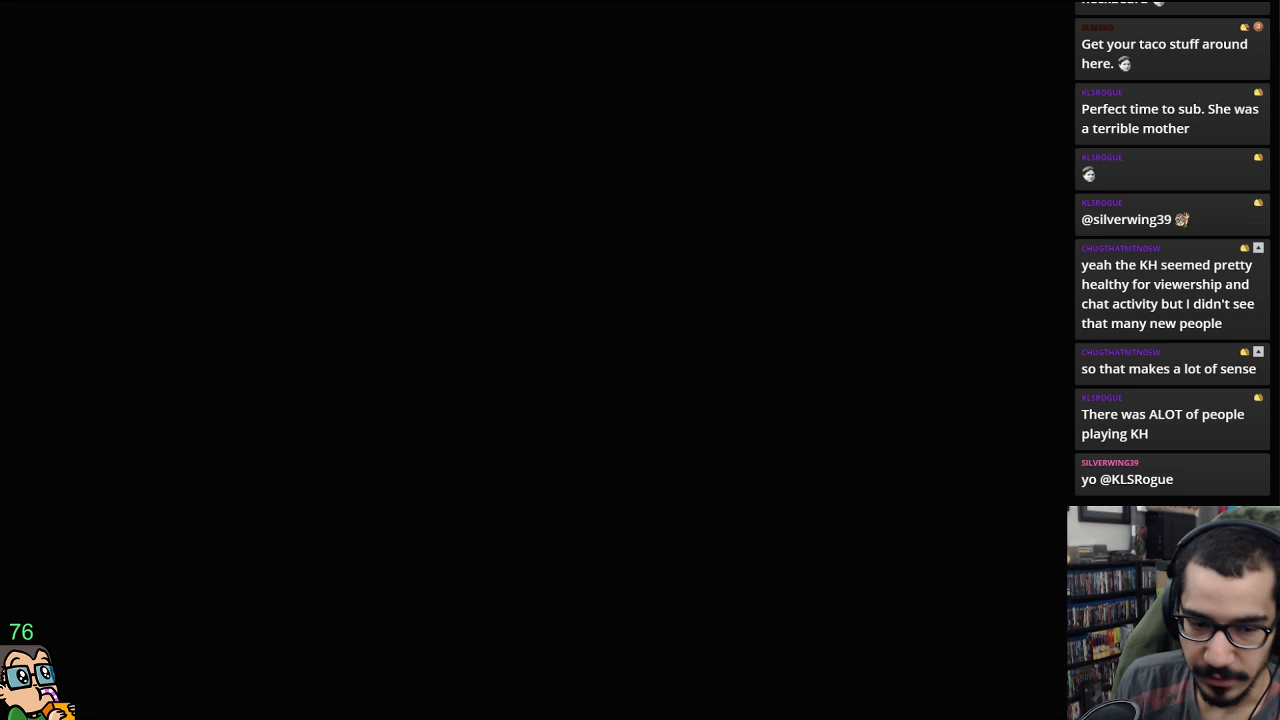 Get your taco stuff around
here.
KLSROGUE
Perfect time to sub. She was
a terrible mother
KLSROGUE
KLSROGUE
@silverwing39
CHUGTHATMTNDEW
yeah the KH seemed pretty
healthy for viewership and
chat activity but I didn't see
that many new people
CHUGTHATMTNDEW
so that makes a lot of sense
KLSROGUE
There was ALOT of people
playing KH
SILVERWING39
yo @KLSRogue
76